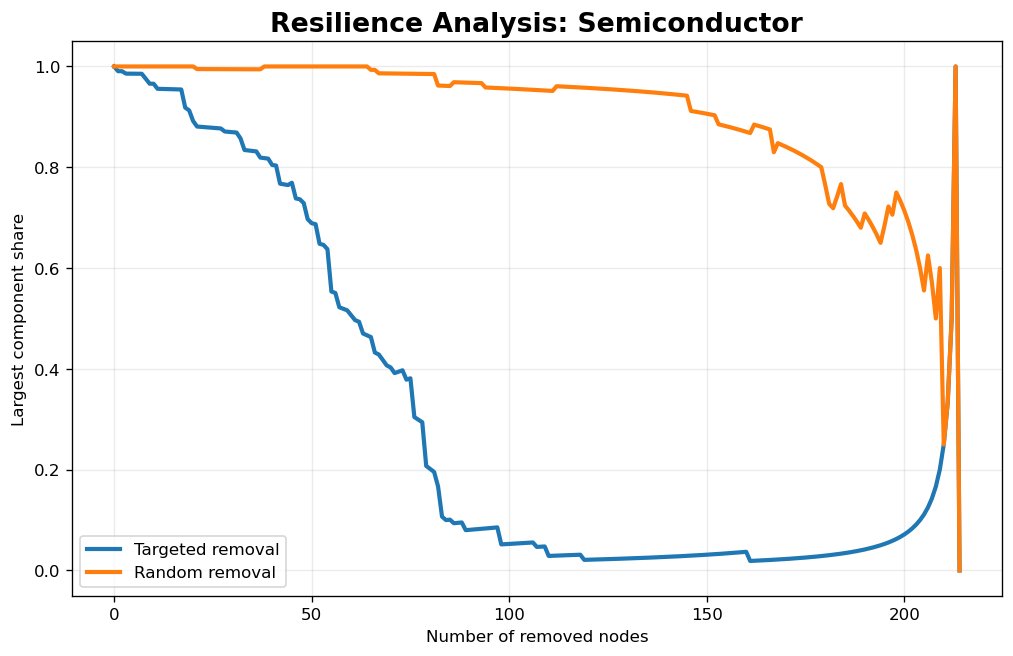 Resilience Analysis: Semiconductor
Largest component share
1.0
0.8
0.6
0.4
0.2
0.0
Targeted removal
Random removal
0
50
100
150
200
Number of removed nodes